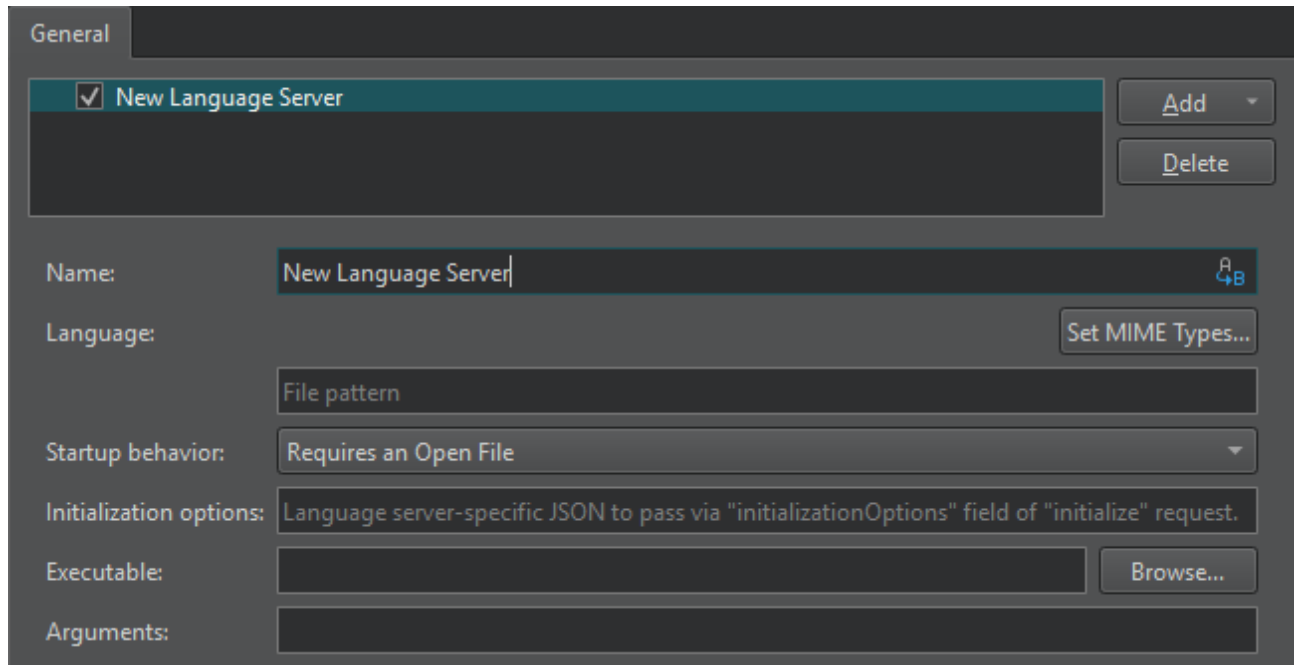 General
New Language Server
Add
Delete
Name: New Language Server
Language: Set MIME Types...
File pattern
Startup behavior: Requires an Open File
Initialization options: Language server-specific JSON to pass via "initializationOptions" field of "initialize" request.
Executable: Browse...
Arguments: